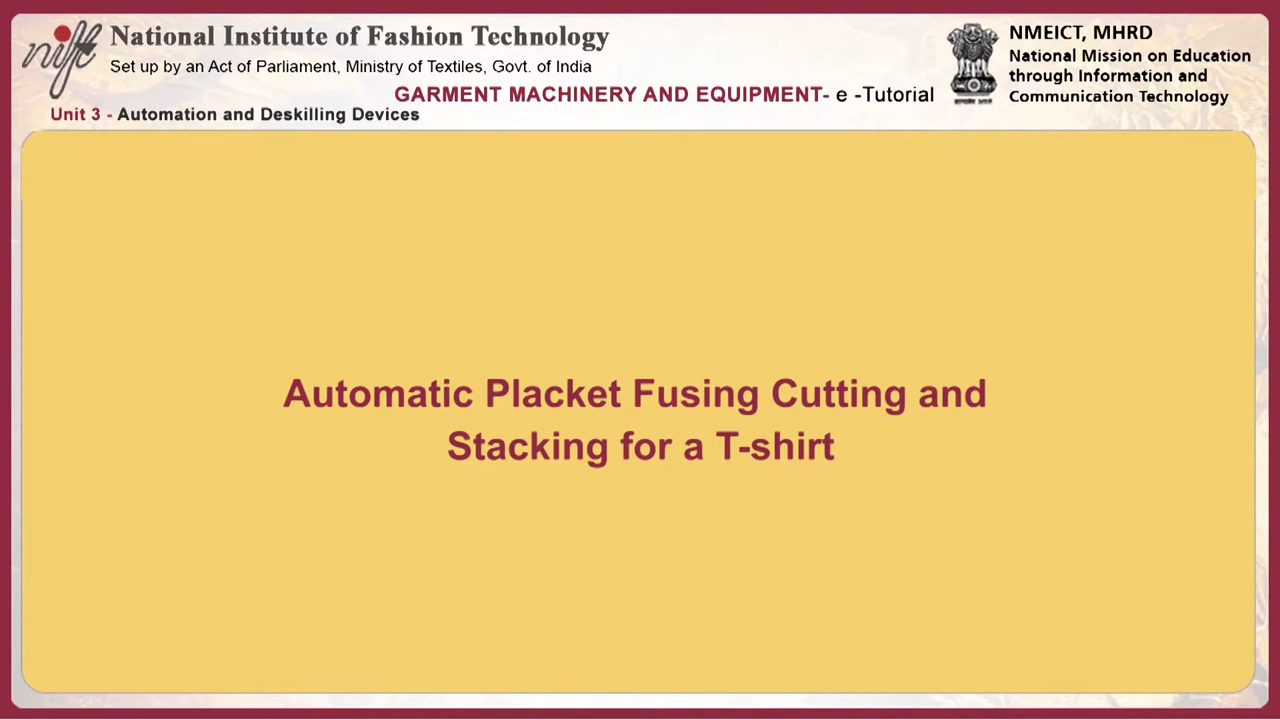 nift National Institute of Fashion Technology
Set up by an Act of Parliament, Ministry of Textiles, Govt. of India
GARMENT MACHINERY AND EQUIPMENT- e -Tutorial
Unit 3 - Automation and Deskilling Devices
NMEICT, MHRD
National Mission on Education
through Information and
Communication Technology
Automatic Placket Fusing Cutting and
Stacking for a T-shirt